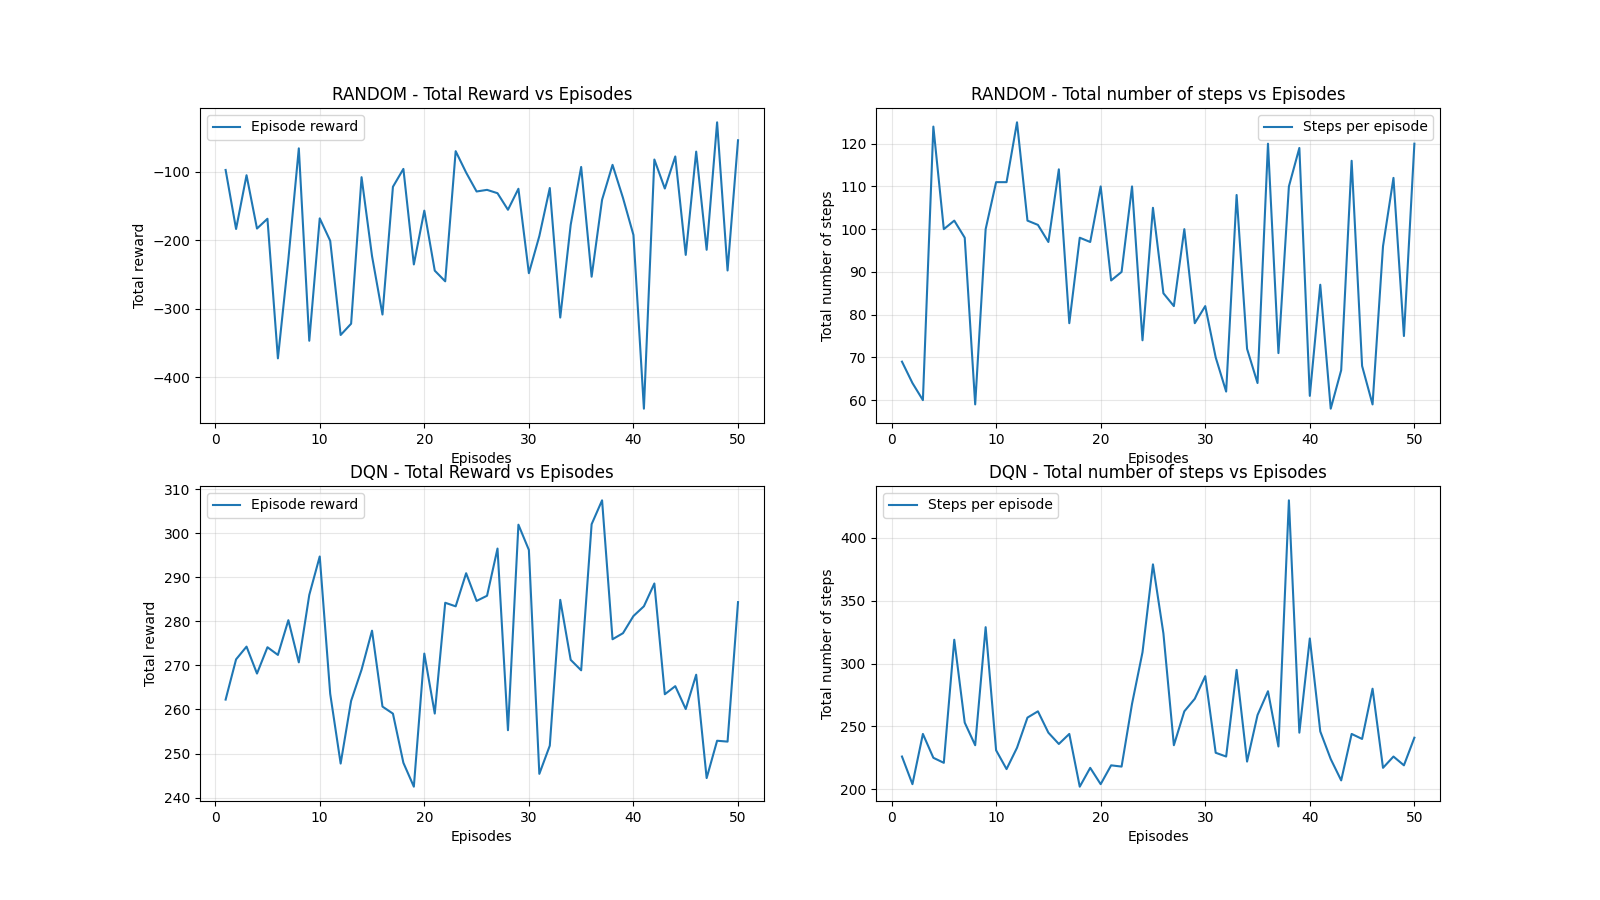 RANDOM - Total Reward vs Episodes
Episode reward
Total reward
−100
−200
−300
−400
0 10 20 30 40 50
Episodes
RANDOM - Total number of steps vs Episodes
Steps per episode
Total number of steps
120
110
100
90
80
70
60
0 10 20 30 40 50
Episodes
DQN - Total Reward vs Episodes
Episode reward
Total reward
310
300
290
280
270
260
250
240
0 10 20 30 40 50
Episodes
DQN - Total number of steps vs Episodes
Steps per episode
Total number of steps
400
350
300
250
200
0 10 20 30 40 50
Episodes